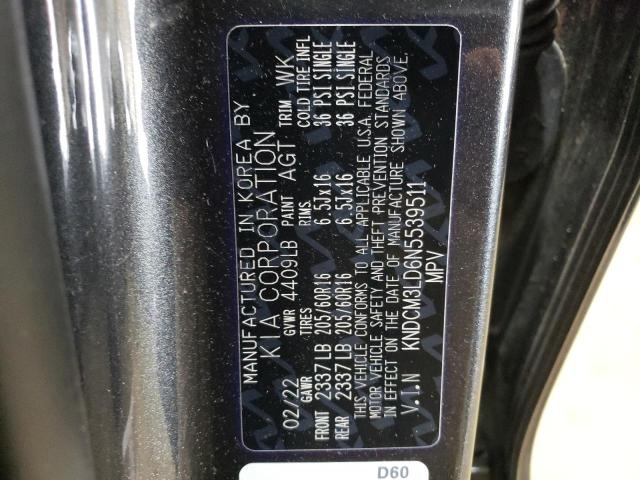 MANUFACTURED IN KOREA BY
KIA CORPORATION
02/22 GVWR 4409LB PAINT AGT TRIM WK
GAWR TIRES RIMS COLD TIRE INFL
FRONT 2337 LB 205/60R16 6.5Jx16 36 PSI SINGLE
REAR 2337 LB 205/60R16 6.5Jx16 36 PSI SINGLE
THIS VEHICLE CONFORMS TO ALL APPLICABLE U.S.A. FEDERAL
MOTOR VEHICLE SAFETY AND THEFT PREVENTION STANDARDS
IN EFFECT ON THE DATE OF MANUFACTURE SHOWN ABOVE.
V.I.N KNDCM3LD6N5539511
MPV
D60